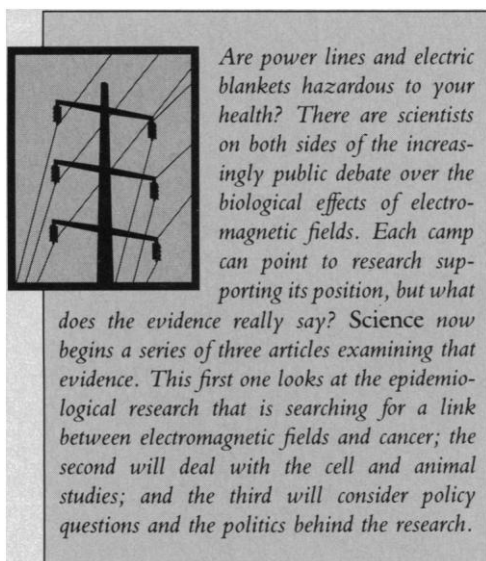 Are power lines and electric
blankets hazardous to your
health? There are scientists
on both sides of the increas-
ingly public debate over the
biological effects of electro-
magnetic fields. Each camp
can point to research sup-
porting its position, but what
does the evidence really say? Science now
begins a series of three articles examining that
evidence. This first one looks at the epidemio-
logical research that is searching for a link
between electromagnetic fields and cancer; the
second will deal with the cell and animal
studies; and the third will consider policy
questions and the politics behind the research.